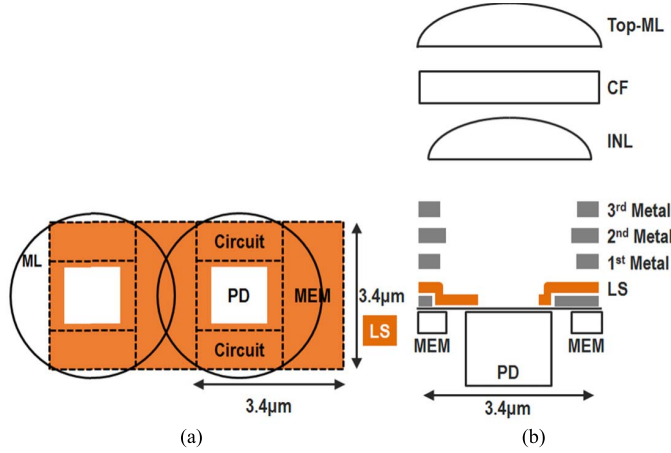 Top-ML
CF
INL
3rd Metal
2nd Metal
1st Metal
LS
MEM
MEM
PD
3.4μm
(b)
ML
Circuit
PD
MEM
Circuit
3.4μm
LS
3.4μm
(a)